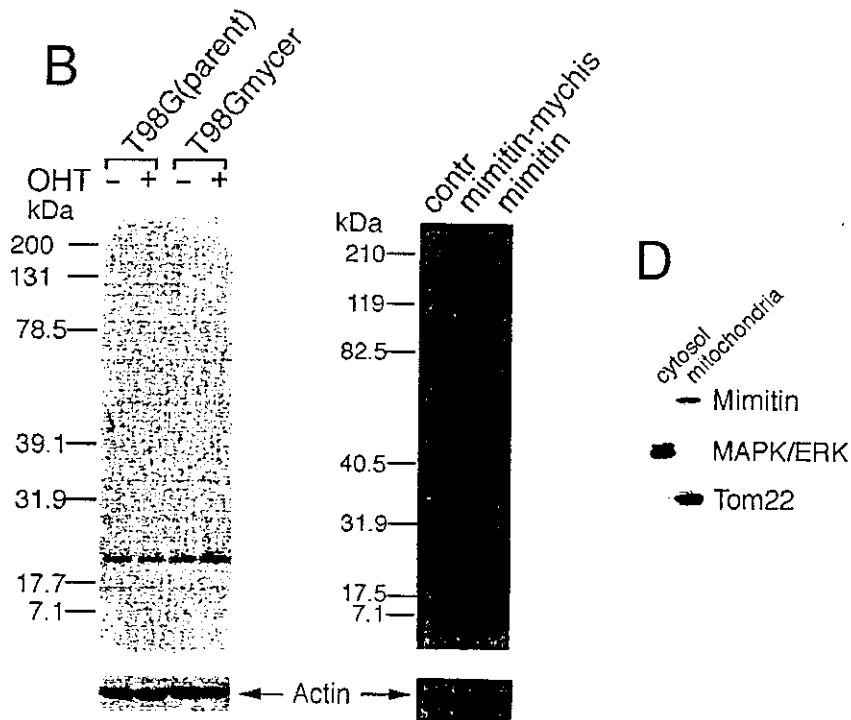 B
T98G(parent)
T98Gmycer
OHT - + - +
kDa
200
131
78.5
39.1
31.9
17.7
7.1
contr
mimitin-mychis
mimitin
kDa
210
119
82.5
40.5
31.9
17.5
7.1
Actin
D
cytosol
mitochondria
Mimitin
MAPK/ERK
Tom22